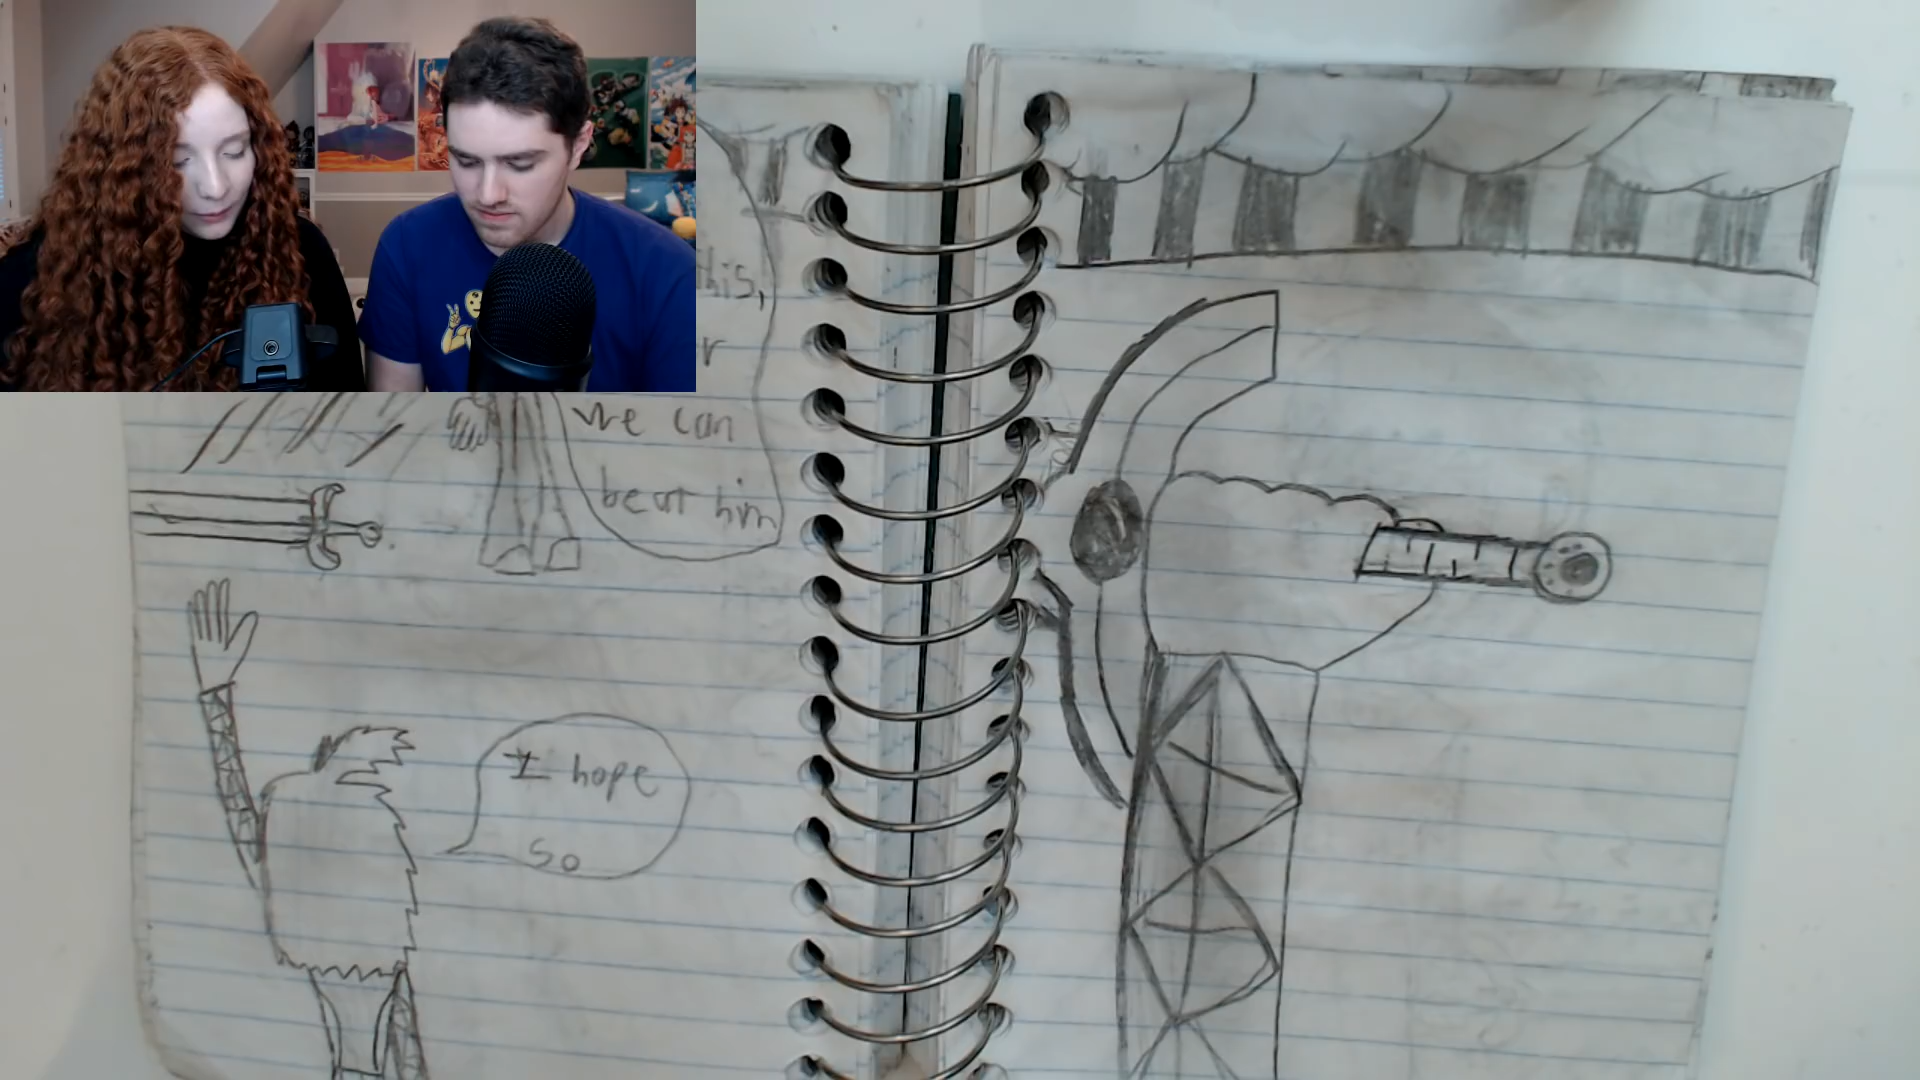 this,
r
We can
beat him
I hope
So